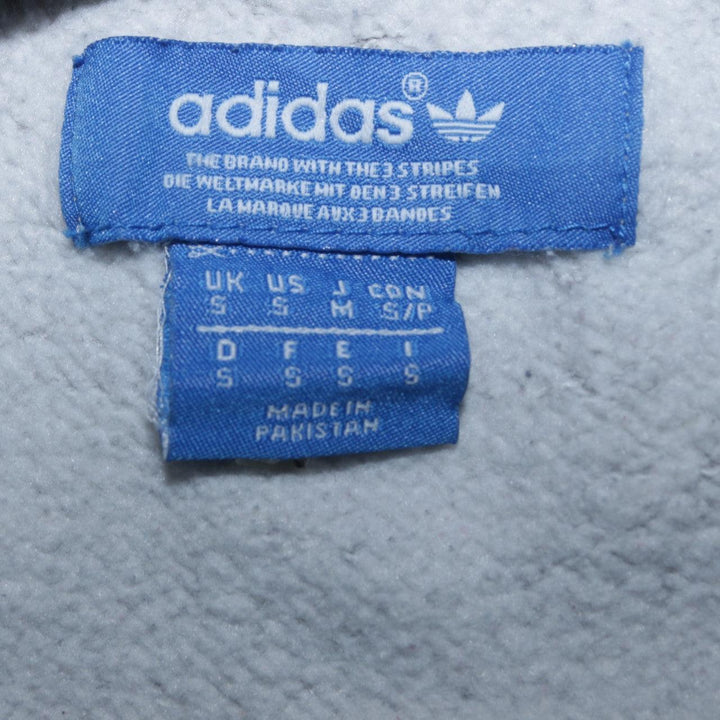 adidas®
THE BRAND WITH THE 3 STRIPES
DIE WELTMARKE MIT DEN 3 STREIFEN
LA MARQUE AUX 3 BANDES
UK US J CDN
S S M S/P
D F E I
S S S S
MADE IN
PAKISTAN